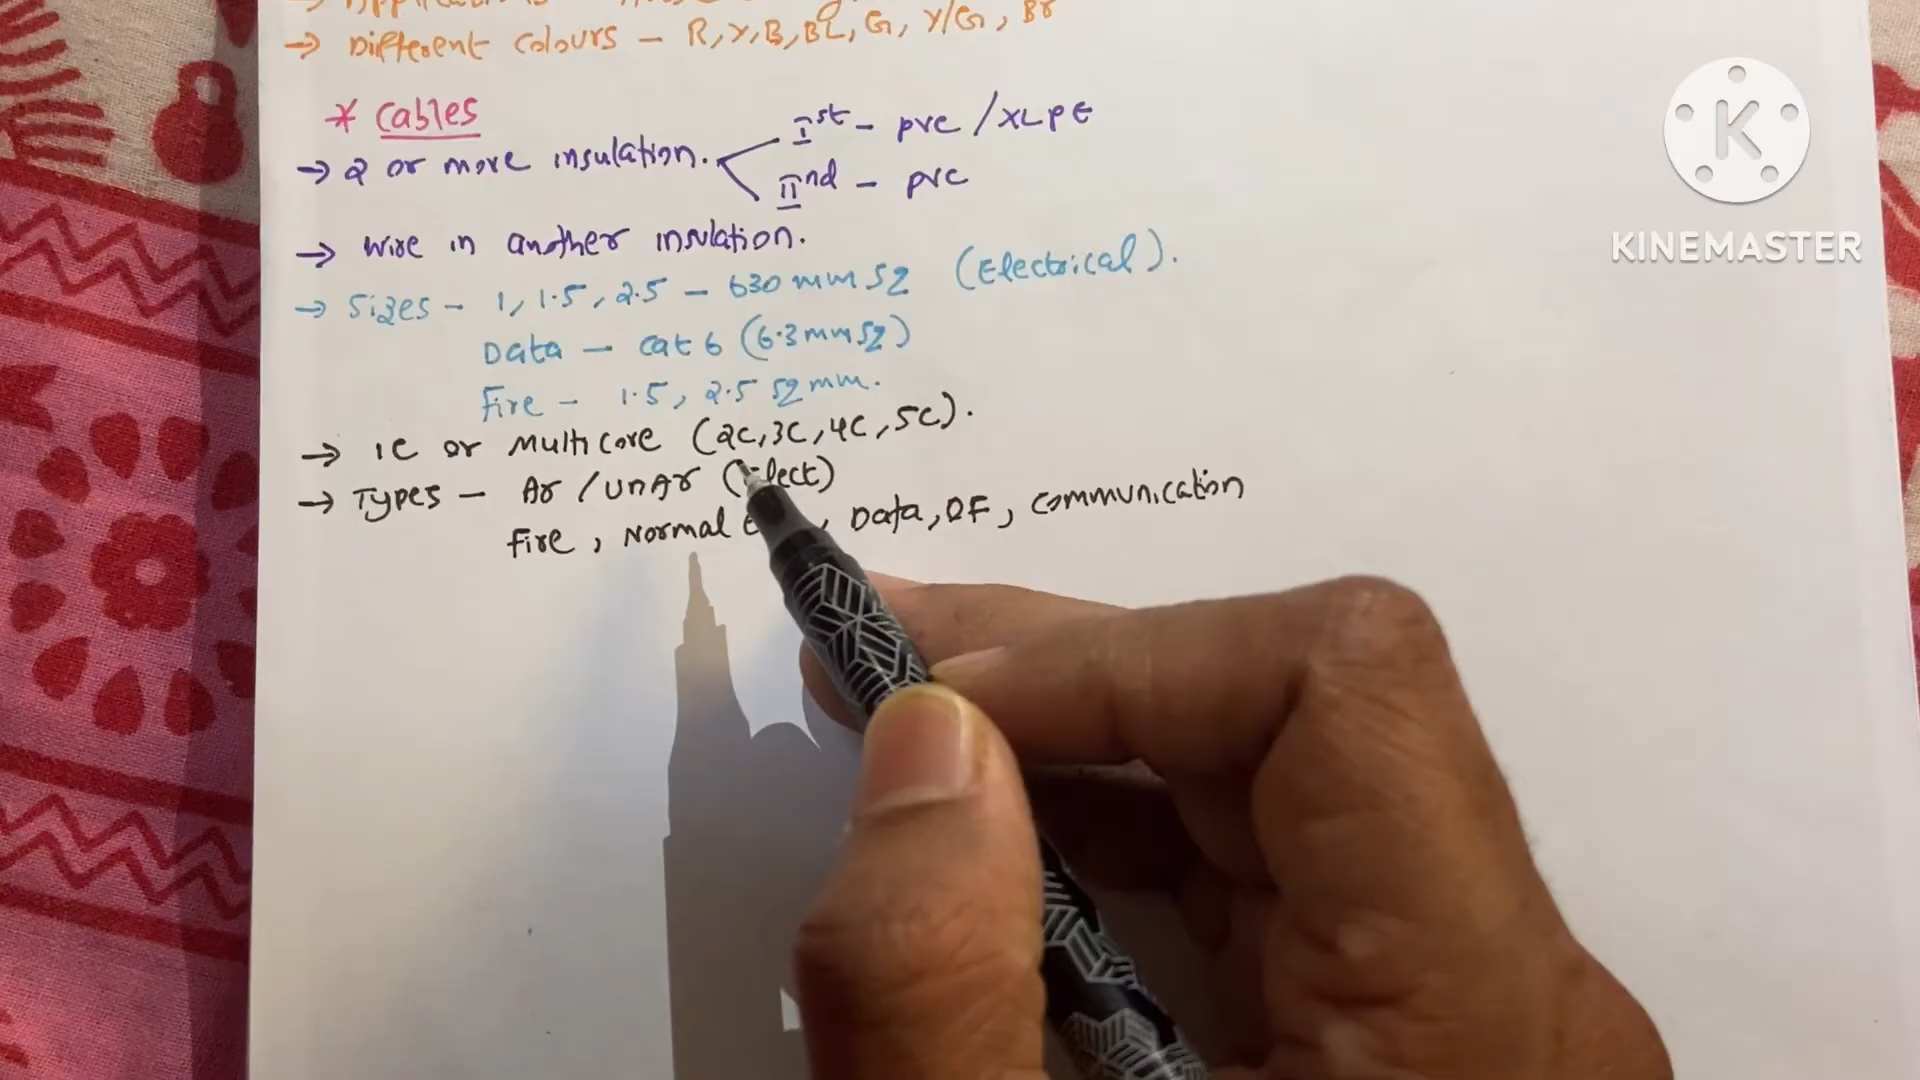 → Different colours - R, Y, B, BL, G, Y/G, Br
* Cables
→ 2 or more insulation. Ist - PVC / XLPE
IInd - PVC
→ Wire in another insulation.
→ Sizes - 1, 1.5, 2.5 - 630 mm SQ (Electrical).
Data - cat 6 (6.3 mm SQ)
Fire - 1.5, 2.5 SQ mm.
→ 1C or Multi core (2C, 3C, 4C, 5C).
→ Types - Ar / UnAr
Fire, Normal , Data, OF, communication
K
KINEMASTER